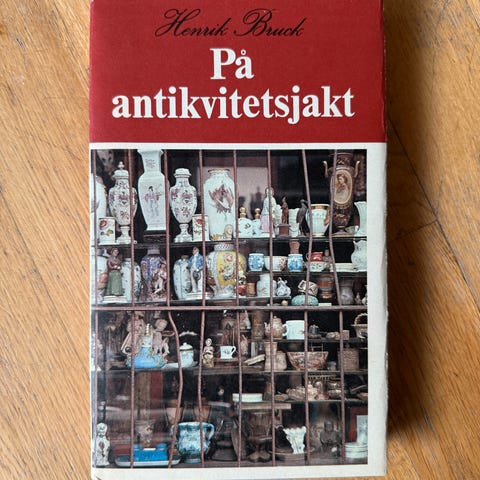 Henrik Bruck
På
antikvitetsjakt